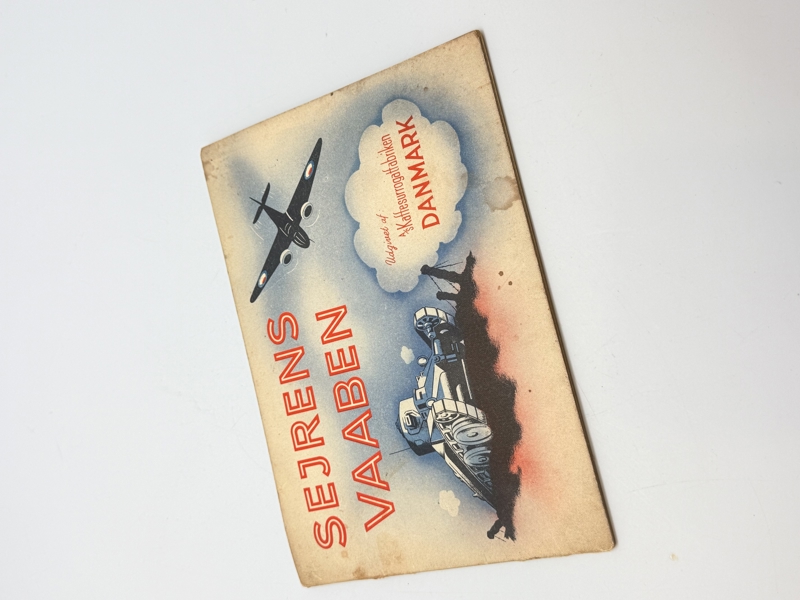 SEJRENS
VAABEN
Udgivet af:
A/S Kaffesurrogatfabriken
DANMARK